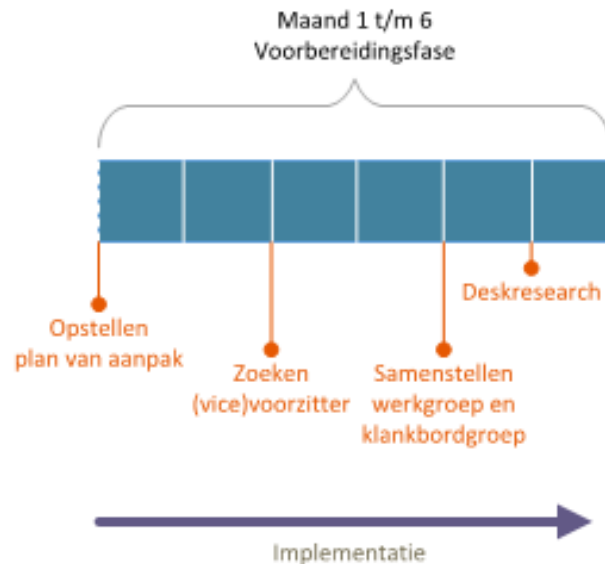 Maand 1 t/m 6
Voorbereidingsfase
Deskresearch
Opstellen
plan van aanpak
Zoeken
(vice)voorzitter
Samenstellen
werkgroep en
klankbordgroep
Implementatie